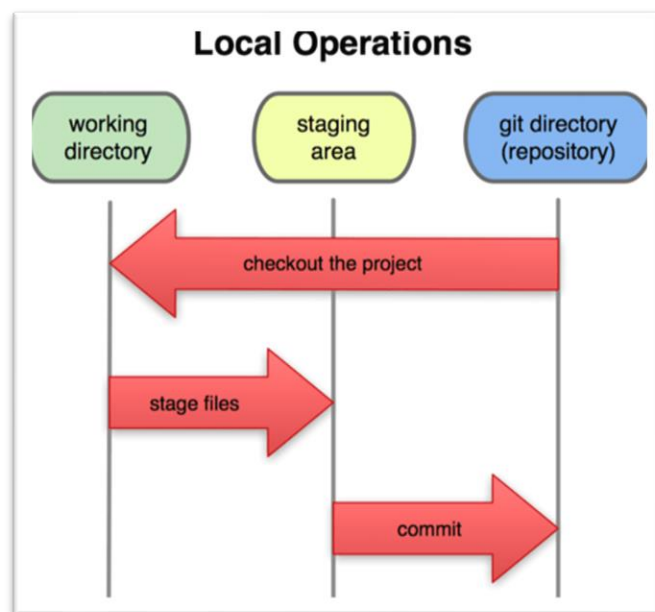 Local Operations
working
directory
staging
area
git directory
(repository)
checkout the project
stage files
commit